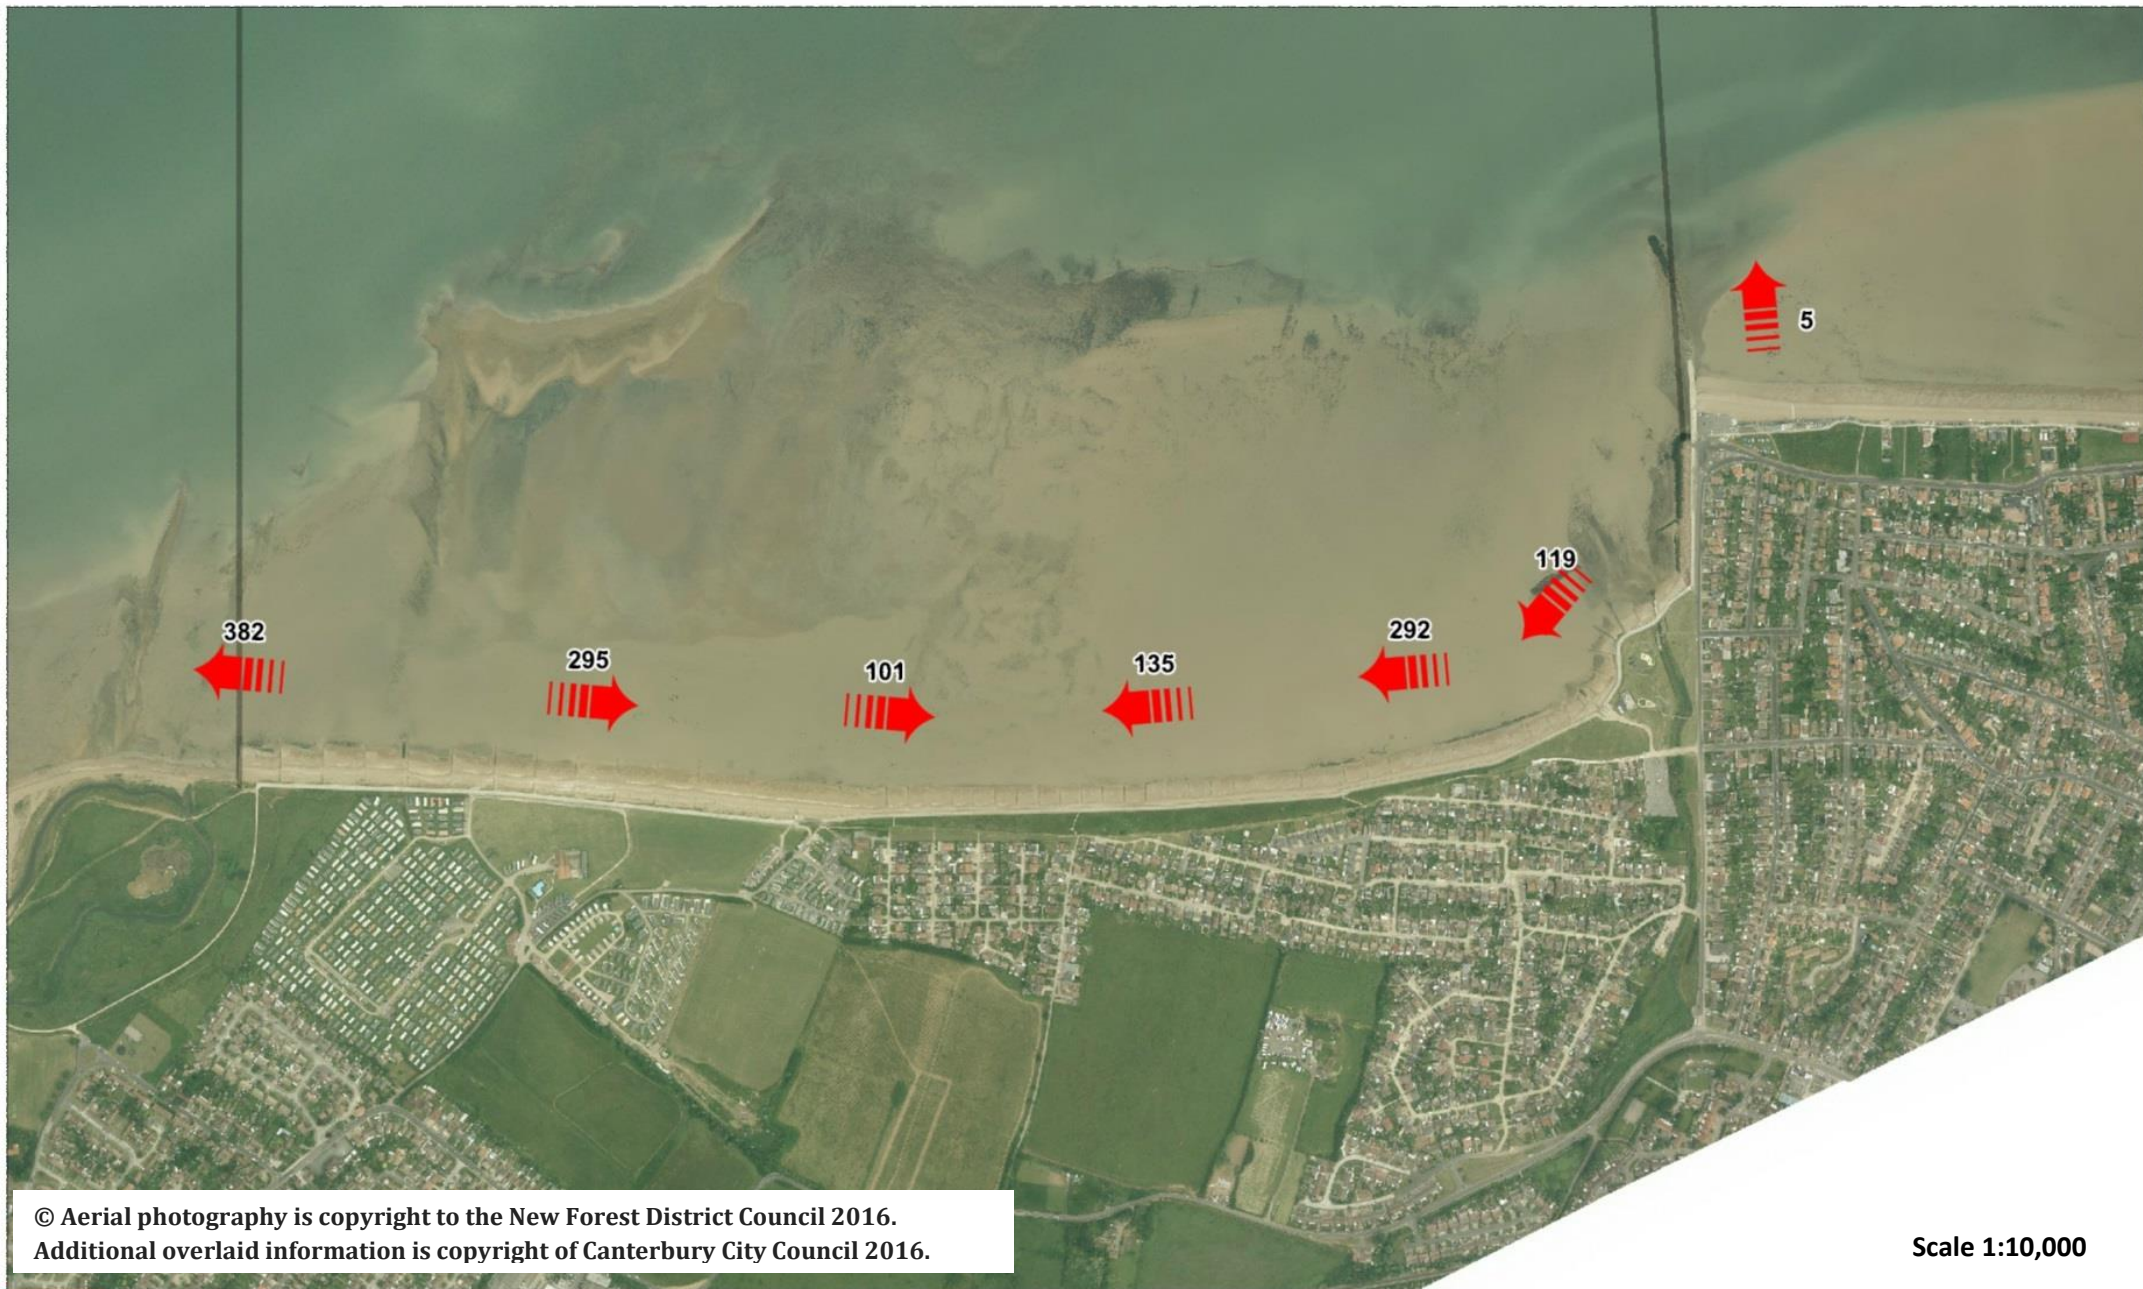 5
119
382
292
295
135
101
© Aerial photography is copyright to the New Forest District Council 2016.
Additional overlaid information is copyright of Canterbury City Council 2016.
Scale 1:10,000